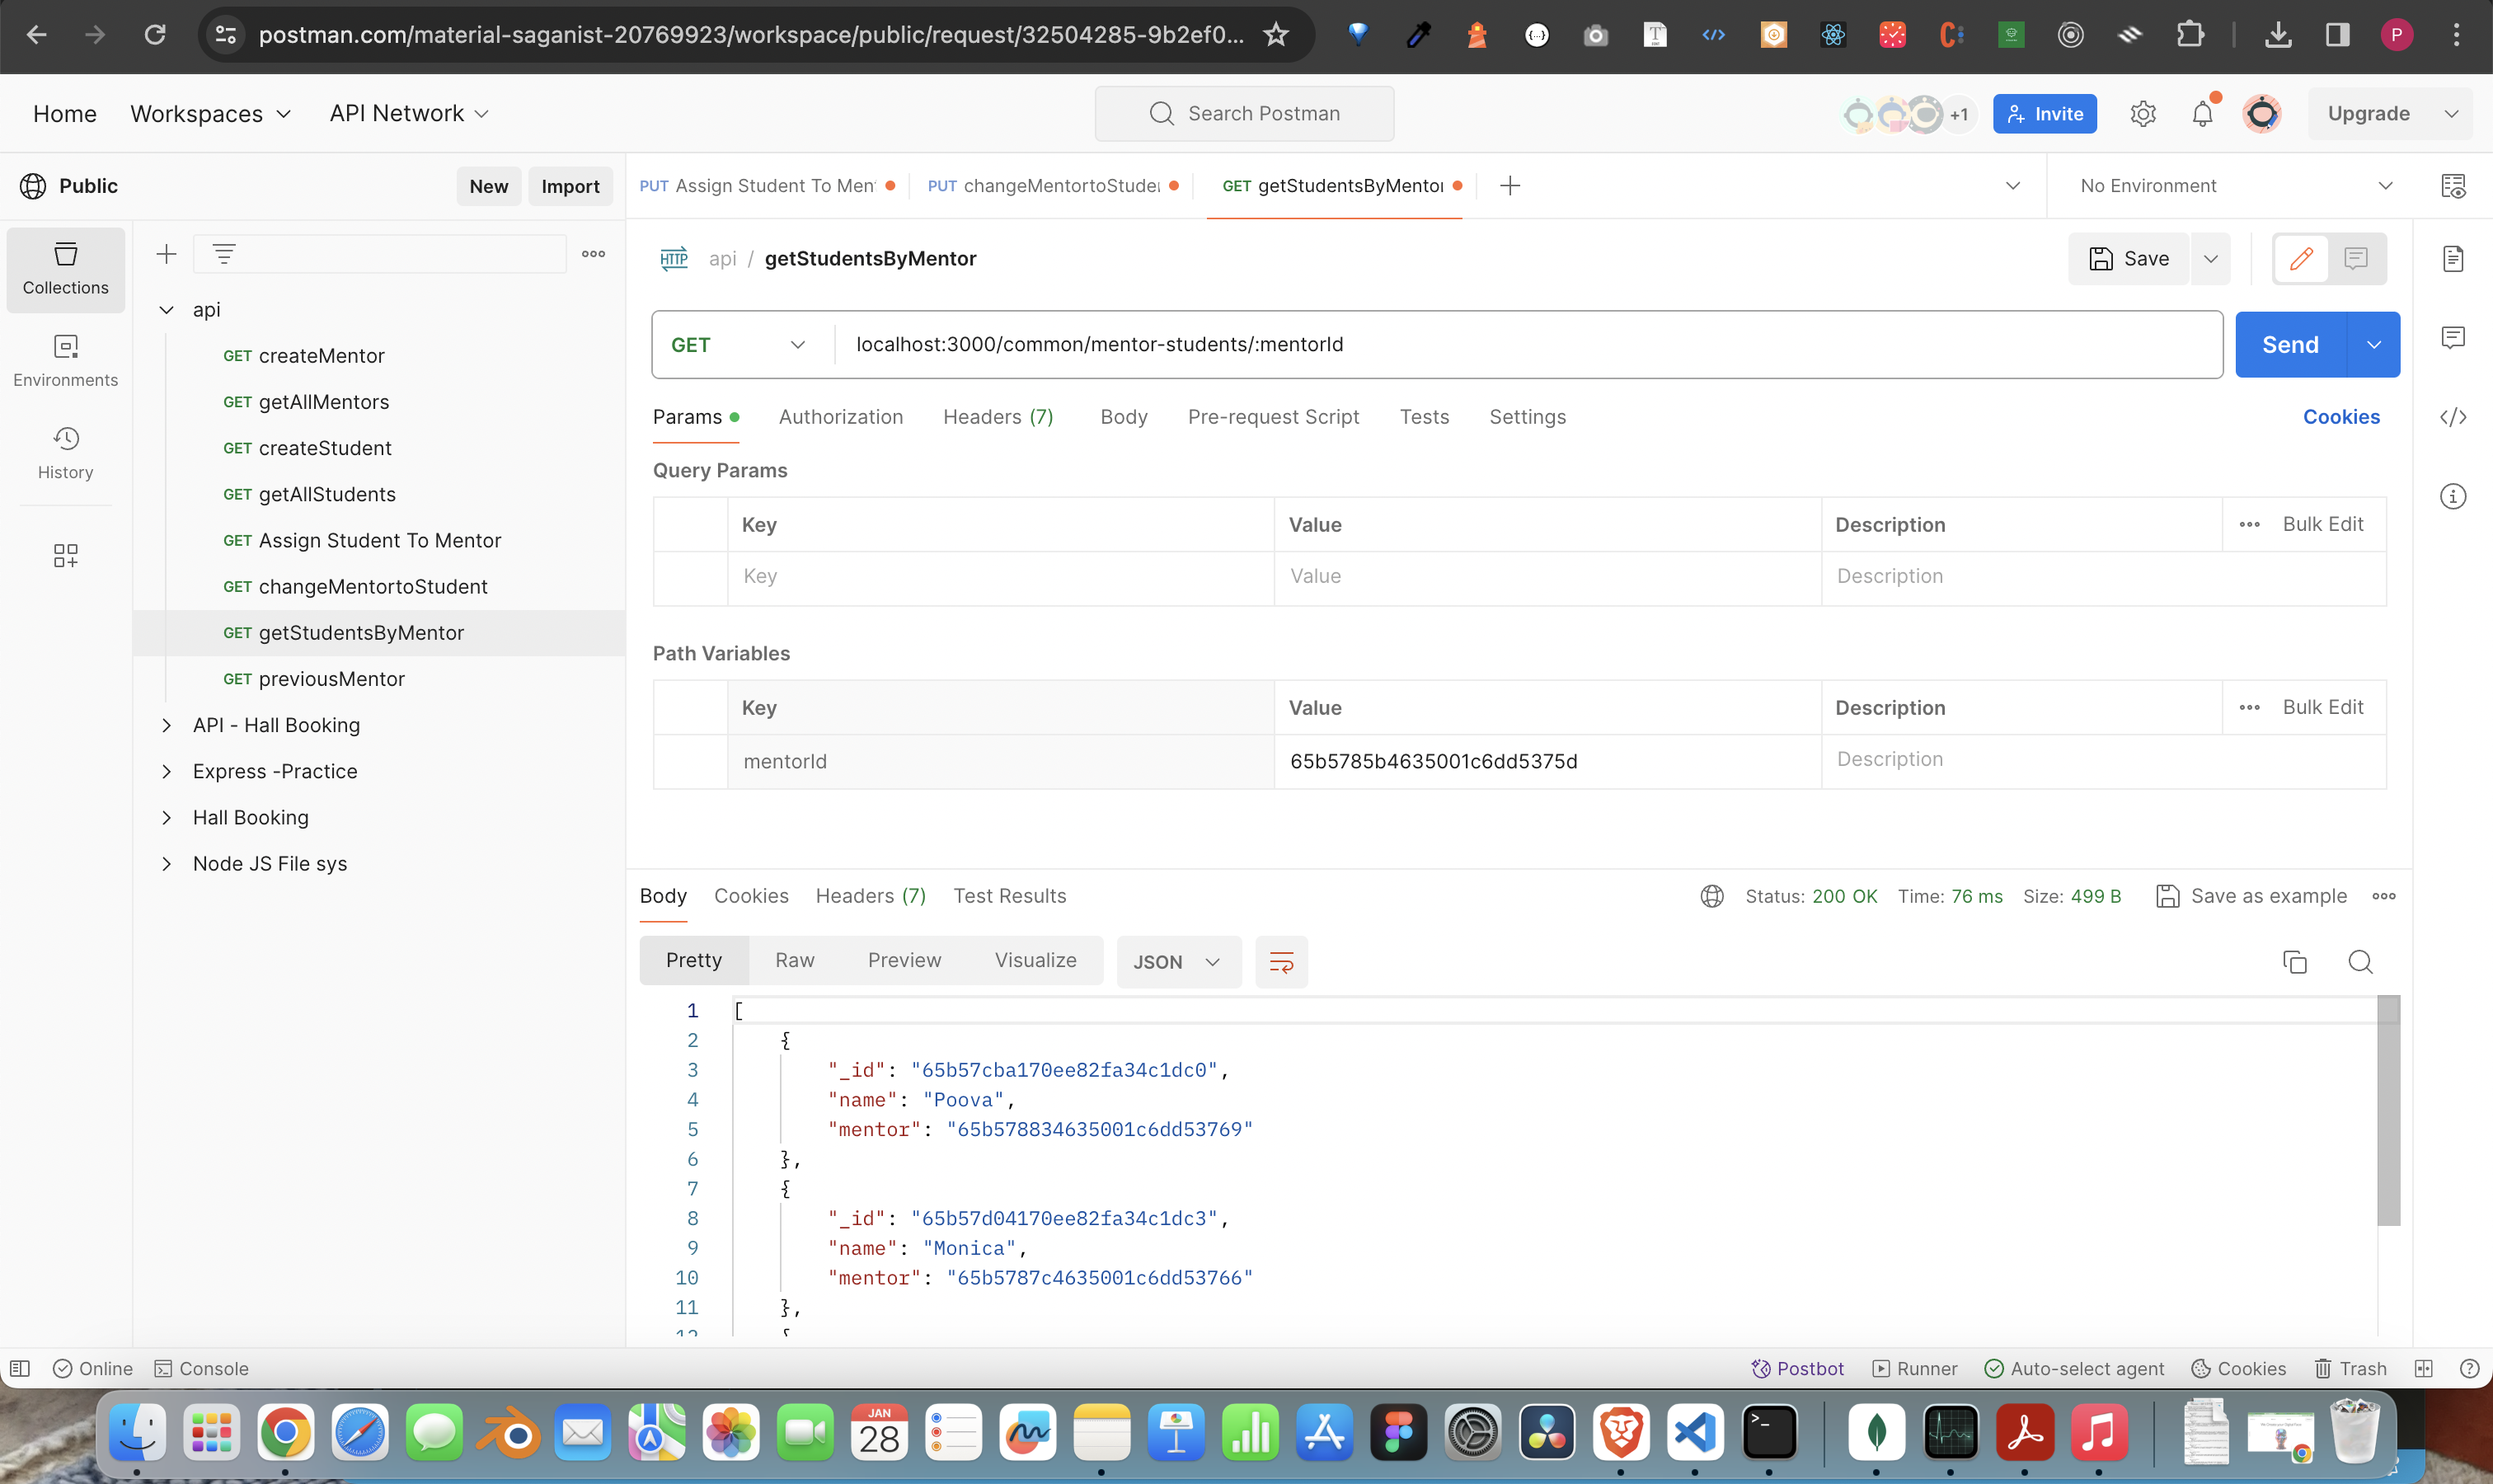 postman.com/material-saganist-20769923/workspace/public/request/32504285-9b2ef0...
P
Home
Workspaces
API Network
Search Postman
+1
Invite
Upgrade
Public
New
Import
PUT Assign Student To Men
PUT changeMentortoStude
GET getStudentsByMentor
No Environment
Collections
Environments
History
api
GET createMentor
GET getAllMentors
GET createStudent
GET getAllStudents
GET Assign Student To Mentor
GET changeMentortoStudent
GET getStudentsByMentor
GET previousMentor
API - Hall Booking
Express -Practice
Hall Booking
Node JS File sys
HTTP api / getStudentsByMentor
Save
GET
localhost:3000/common/mentor-students/:mentorId
Send
Params
Authorization
Headers (7)
Body
Pre-request Script
Tests
Settings
Cookies
Query Params
Key
Value
Description
Bulk Edit
Key
Value
Description
Path Variables
Key
Value
Description
Bulk Edit
mentorId
65b5785b4635001c6dd5375d
Description
Body
Cookies
Headers (7)
Test Results
Status: 200 OK
Time: 76 ms
Size: 499 B
Save as example
Pretty
Raw
Preview
Visualize
JSON
1 [
2 {
3 "_id": "65b57cba170ee82fa34c1dc0",
4 "name": "Poova",
5 "mentor": "65b578834635001c6dd53769"
6 },
7 {
8 "_id": "65b57d04170ee82fa34c1dc3",
9 "name": "Monica",
10 "mentor": "65b5787c4635001c6dd53766"
11 },
12 {
Online
Console
Postbot
Runner
Auto-select agent
Cookies
Trash
JAN
28